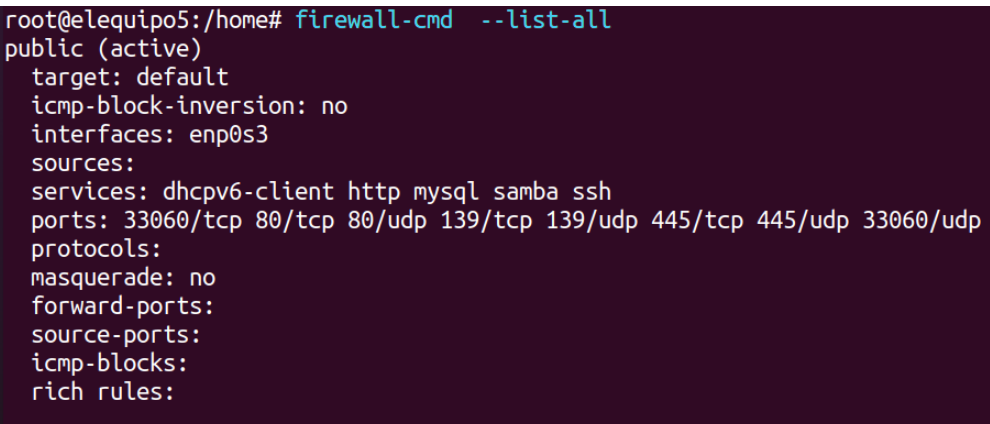 root@elequipo5:/home# firewall-cmd  --list-all
public (active)
  target: default
  icmp-block-inversion: no
  interfaces: enp0s3
  sources:
  services: dhcpv6-client http mysql samba ssh
  ports: 33060/tcp 80/tcp 80/udp 139/tcp 139/udp 445/tcp 445/udp 33060/udp
  protocols:
  masquerade: no
  forward-ports:
  source-ports:
  icmp-blocks:
  rich rules: